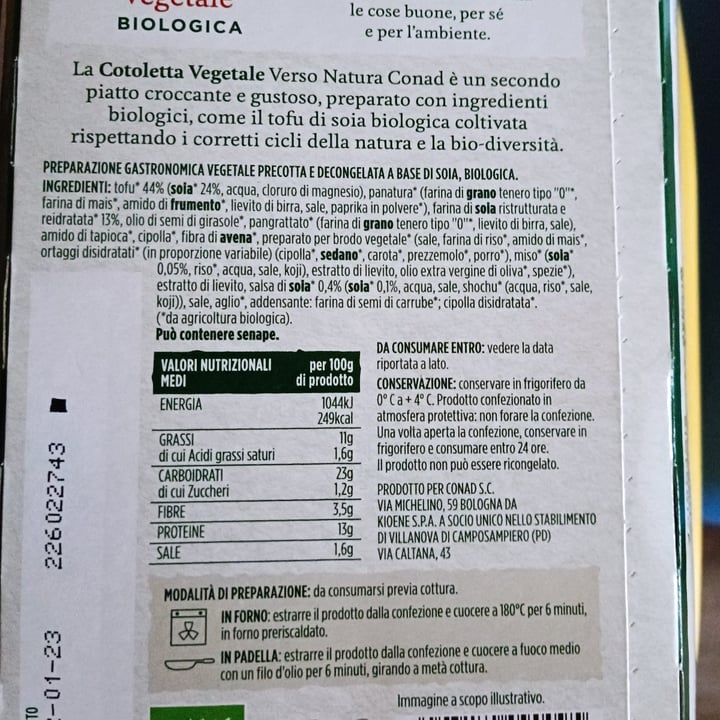 vegetale
BIOLOGICA
le cose buone, per sé
e per l'ambiente.
La Cotoletta Vegetale Verso Natura Conad è un secondo
piatto croccante e gustoso, preparato con ingredienti
biologici, come il tofu di soia biologica coltivata
rispettando i corretti cicli della natura e la bio-diversità.
PREPARAZIONE GASTRONOMICA VEGETALE PRECOTTA E DECONGELATA A BASE DI SOIA, BIOLOGICA.
INGREDIENTI: tofu* 44% (soia* 24%, acqua, cloruro di magnesio), panatura* (farina di grano tenero tipo "0"*,
farina di mais*, amido di frumento*, lievito di birra, sale, paprika in polvere*), farina di soia ristrutturata e
reidratata* 13%, olio di semi di girasole*, pangrattato* (farina di grano tenero tipo "0"*, lievito di birra, sale),
amido di tapioca*, cipolla*, fibra di avena*, preparato per brodo vegetale* (sale, farina di riso*, amido di mais*,
ortaggi disidratati* (in proporzione variabile) (cipolla*, sedano*, carota*, prezzemolo*, porro*), miso* (soia*
0,05%, riso*, acqua, sale, koji), estratto di lievito, olio extra vergine di oliva*, spezie*),
estratto di lievito, salsa di soia* 0,4% (soia* 0,1%, acqua, sale, shochu* (acqua, riso*, sale,
koji)), sale, aglio*, addensante: farina di semi di carrube*; cipolla disidratata*.
(*da agricoltura biologica).
Può contenere senape.
VALORI NUTRIZIONALI MEDI per 100g di prodotto
ENERGIA 1044kJ
249kcal
GRASSI 11g
di cui Acidi grassi saturi 1,6g
CARBOIDRATI 23g
di cui Zuccheri 1,2g
FIBRE 3,5g
PROTEINE 13g
SALE 1,6g
DA CONSUMARE ENTRO: vedere la data
riportata a lato.
CONSERVAZIONE: conservare in frigorifero da
0° C a + 4° C. Prodotto confezionato in
atmosfera protettiva: non forare la confezione.
Una volta aperta la confezione, conservare in
frigorifero e consumare entro 24 ore.
Il prodotto non può essere ricongelato.
PRODOTTO PER CONAD S.C.
VIA MICHELINO, 59 BOLOGNA DA
KIOENE S.P.A. A SOCIO UNICO NELLO STABILIMENTO
DI VILLANOVA DI CAMPOSAMPIERO (PD)
VIA CALTANA, 43
MODALITÀ DI PREPARAZIONE: da consumarsi previa cottura.
IN FORNO: estrarre il prodotto dalla confezione e cuocere a 180°C per 6 minuti,
in forno preriscaldato.
IN PADELLA: estrarre il prodotto dalla confezione e cuocere a fuoco medio
con un filo d'olio per 6 minuti, girando a metà cottura.
Immagine a scopo illustrativo.
226022743
-01-23